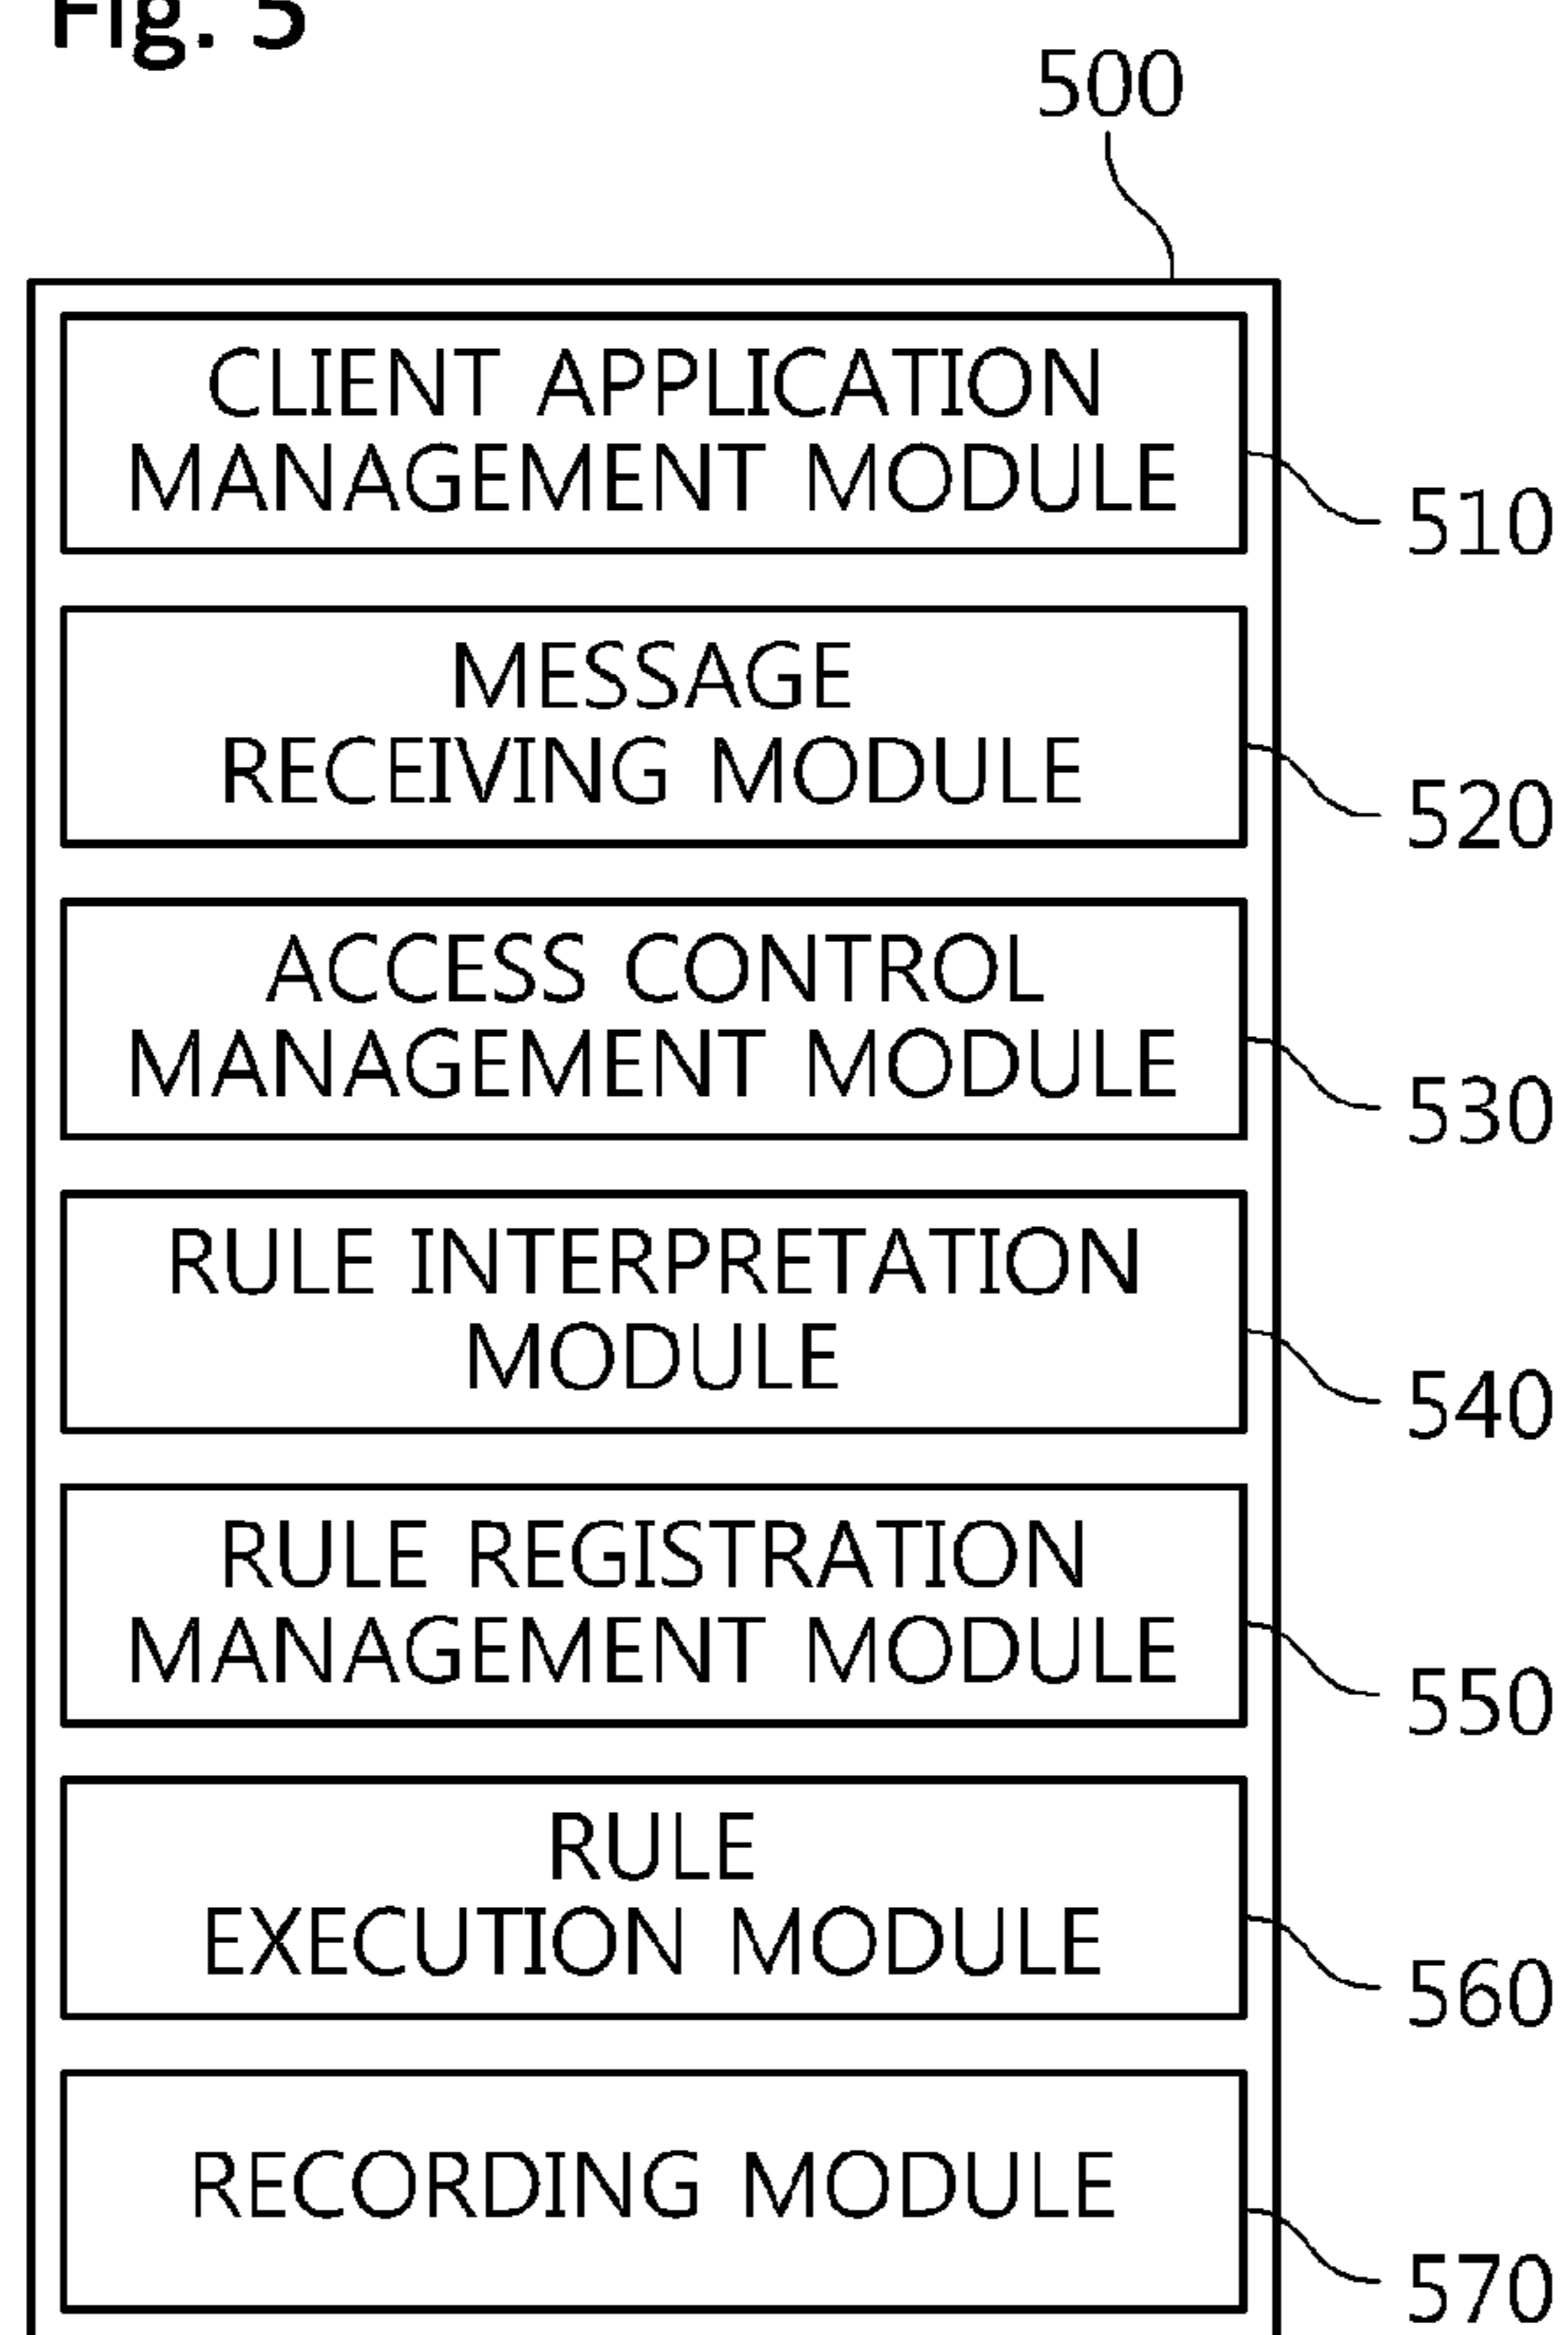 Fig. 5
500
CLIENT APPLICATION
MANAGEMENT MODULE
510
MESSAGE
RECEIVING MODULE
520
ACCESS CONTROL
MANAGEMENT MODULE
530
RULE INTERPRETATION
MODULE
540
RULE REGISTRATION
MANAGEMENT MODULE
550
RULE
EXECUTION MODULE
560
RECORDING MODULE
570